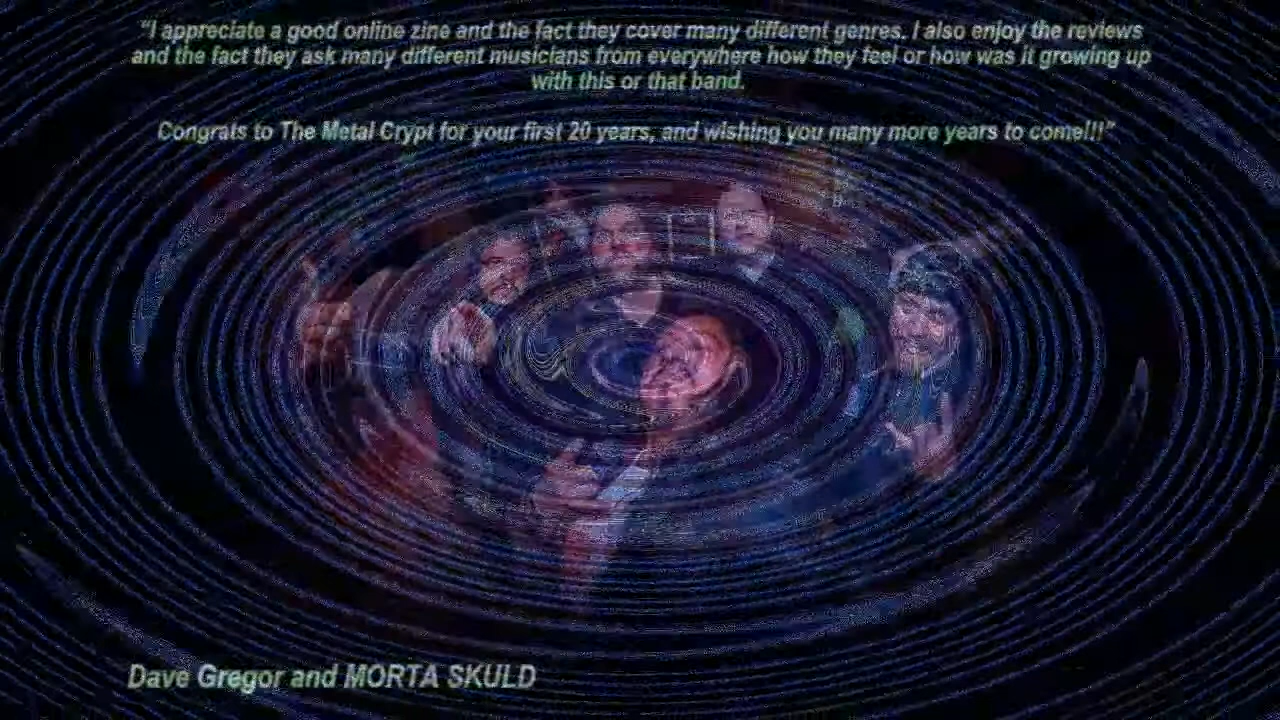 "I appreciate a good online zine and the fact they cover many different genres. I also enjoy the reviews
and the fact they ask many different musicians from everywhere how they feel or how was it growing up
with this or that band.
Congrats to The Metal Crypt for your first 20 years, and wishing you many more years to come!!!"
Dave Gregor and MORTA SKULD